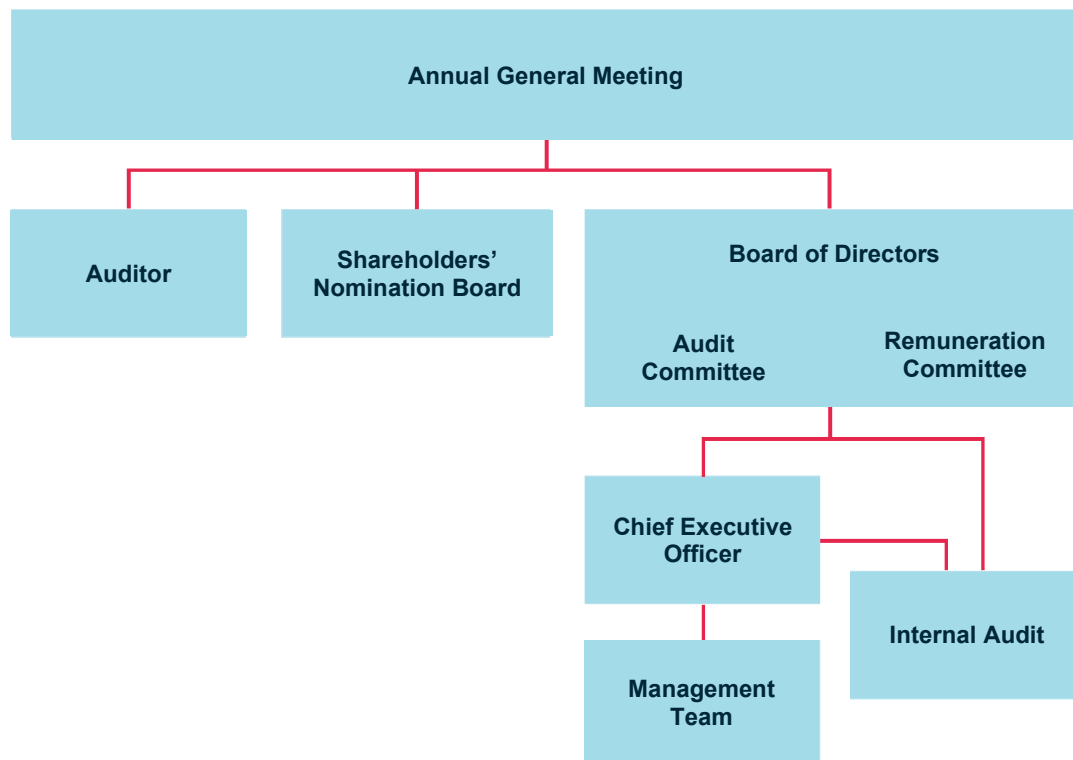 Annual General Meeting
Auditor
Shareholders’
Nomination Board
Board of Directors
Audit
Committee
Remuneration
Committee
Chief Executive
Officer
Internal Audit
Management
Team